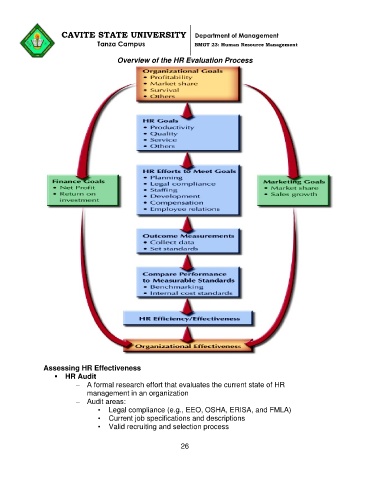 CAVITE STATE UNIVERSITY
Tanza Campus
Department of Management
BMGT 23: Human Resource Management
Overview of the HR Evaluation Process
Organizational Goals
• Profitability
• Market share
• Survival
• Others
HR Goals
• Productivity
• Quality
• Service
• Others
HR Efforts to Meet Goals
• Planning
• Legal compliance
• Staffing
• Development
• Compensation
• Employee relations
Finance Goals
• Net Profit
• Return on
investment
Marketing Goals
• Market share
• Sales growth
Outcome Measurements
• Collect data
• Set standards
Compare Performance
to Measurable Standards
• Benchmarking
• Internal cost standards
HR Efficiency/Effectiveness
Organizational Effectiveness
Assessing HR Effectiveness
• HR Audit
– A formal research effort that evaluates the current state of HR
management in an organization
– Audit areas:
• Legal compliance (e.g., EEO, OSHA, ERISA, and FMLA)
• Current job specifications and descriptions
• Valid recruiting and selection process
26